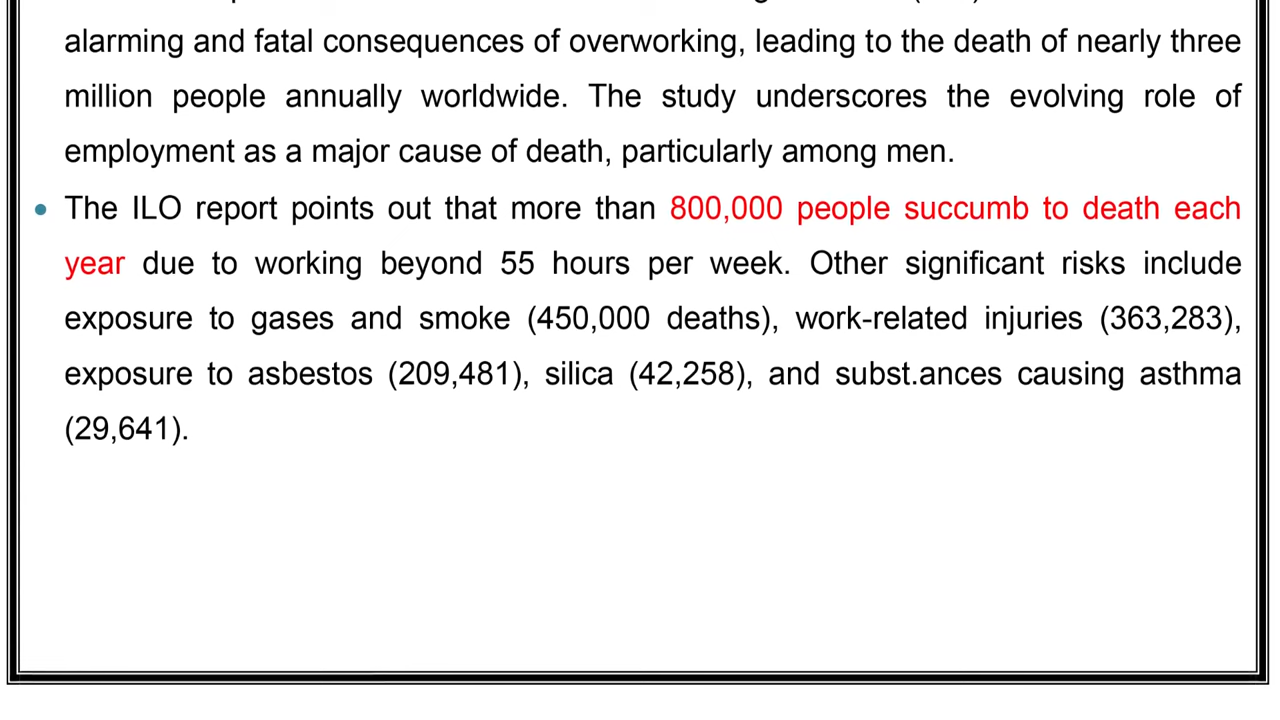 alarming and fatal consequences of overworking, leading to the death of nearly three
million people annually worldwide. The study underscores the evolving role of
employment as a major cause of death, particularly among men.
• The ILO report points out that more than 800,000 people succumb to death each
year due to working beyond 55 hours per week. Other significant risks include
exposure to gases and smoke (450,000 deaths), work-related injuries (363,283),
exposure to asbestos (209,481), silica (42,258), and subst.ances causing asthma
(29,641).